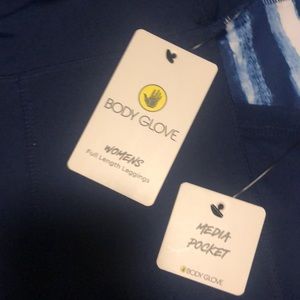 BODY GLOVE
WOMENS
Full Length Leggings
MEDIA
POCKET
BODY GLOVE